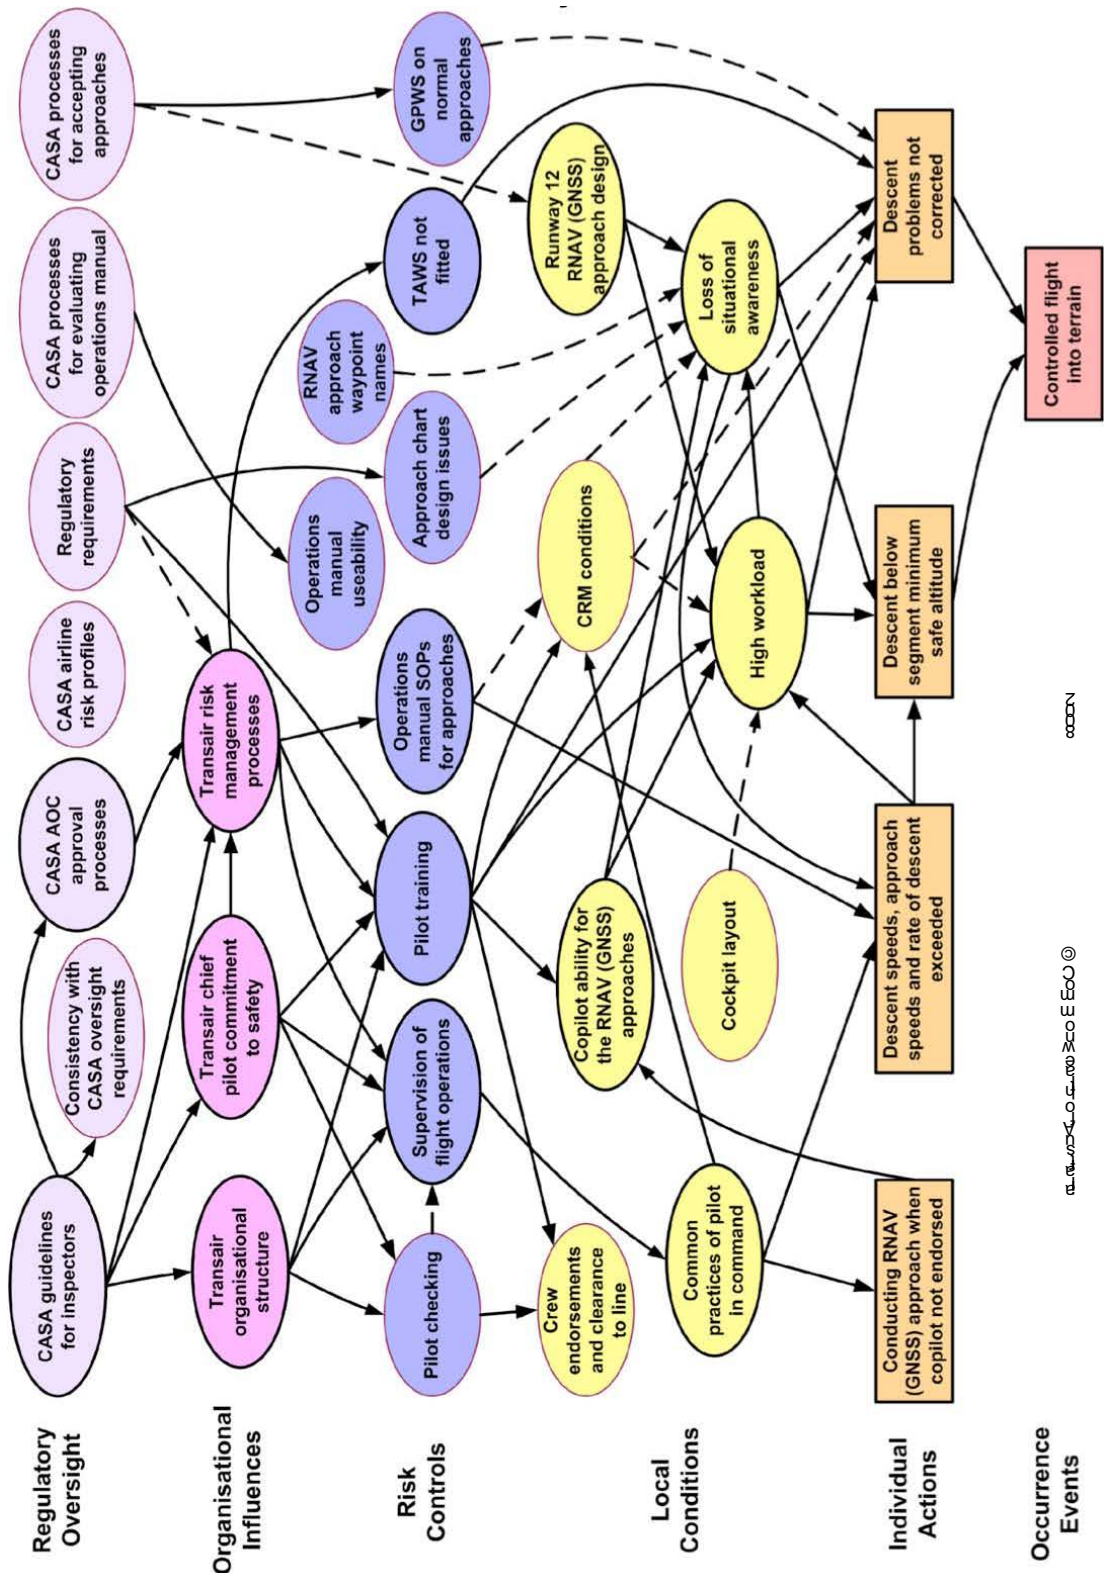 Regulatory
Oversight
CASA guidelines
for inspectors
Consistency with
CASA oversight
requirements
CASA AOC
approval
processes
CASA airline
risk profiles
Regulatory
requirements
CASA processes
for evaluating
operations manual
CASA processes
for accepting
approaches
Organisational
Influences
Transair
organisational
structure
Transair chief
pilot commitment
to safety
Transair risk
management
processes
Risk
Controls
Pilot checking
Supervision of
flight operations
Pilot training
Operations
manual SOPs
for approaches
Operations
manual
useability
Approach chart
design issues
RNAV
approach
waypoint
names
TAWS not
fitted
GPWS on
normal
approaches
Local
Conditions
Crew
endorsements
and clearance
to line
Common
practices of pilot
in command
Copilot ability for
the RNAV (GNSS)
approaches
Cockpit layout
CRM conditions
High workload
Runway 12
RNAV (GNSS)
approach design
Loss of
situational
awareness
Individual
Actions
Conducting RNAV
(GNSS) approach when
copilot not endorsed
Descent speeds, approach
speeds and rate of descent
exceeded
Descent below
segment minimum
safe altitude
Descent
problems not
corrected
Occurrence
Events
Controlled flight
into terrain